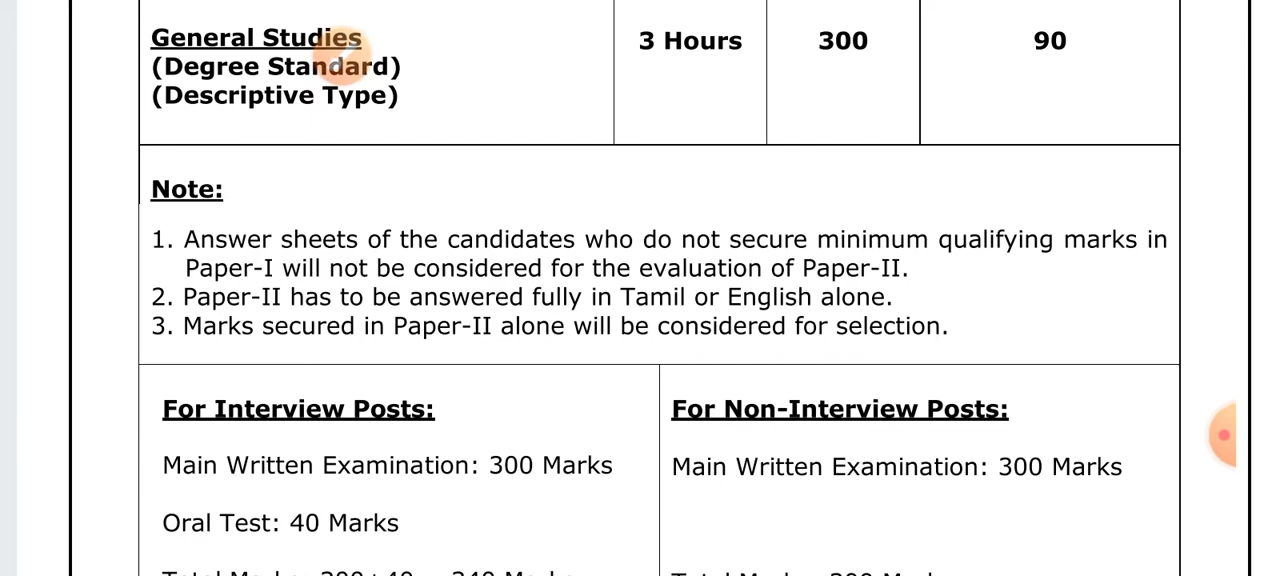 General Studies
(Degree Standard)
(Descriptive Type)
3 Hours
300
90
Note:
1. Answer sheets of the candidates who do not secure minimum qualifying marks in
Paper-I will not be considered for the evaluation of Paper-II.
2. Paper-II has to be answered fully in Tamil or English alone.
3. Marks secured in Paper-II alone will be considered for selection.
For Interview Posts:
Main Written Examination: 300 Marks
Oral Test: 40 Marks
For Non-Interview Posts:
Main Written Examination: 300 Marks